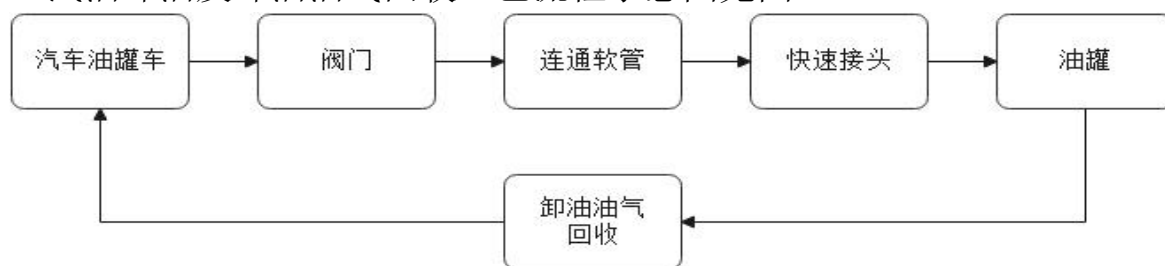 汽车油罐车
阀门
连通软管
快速接头
油罐
卸油油气
回收